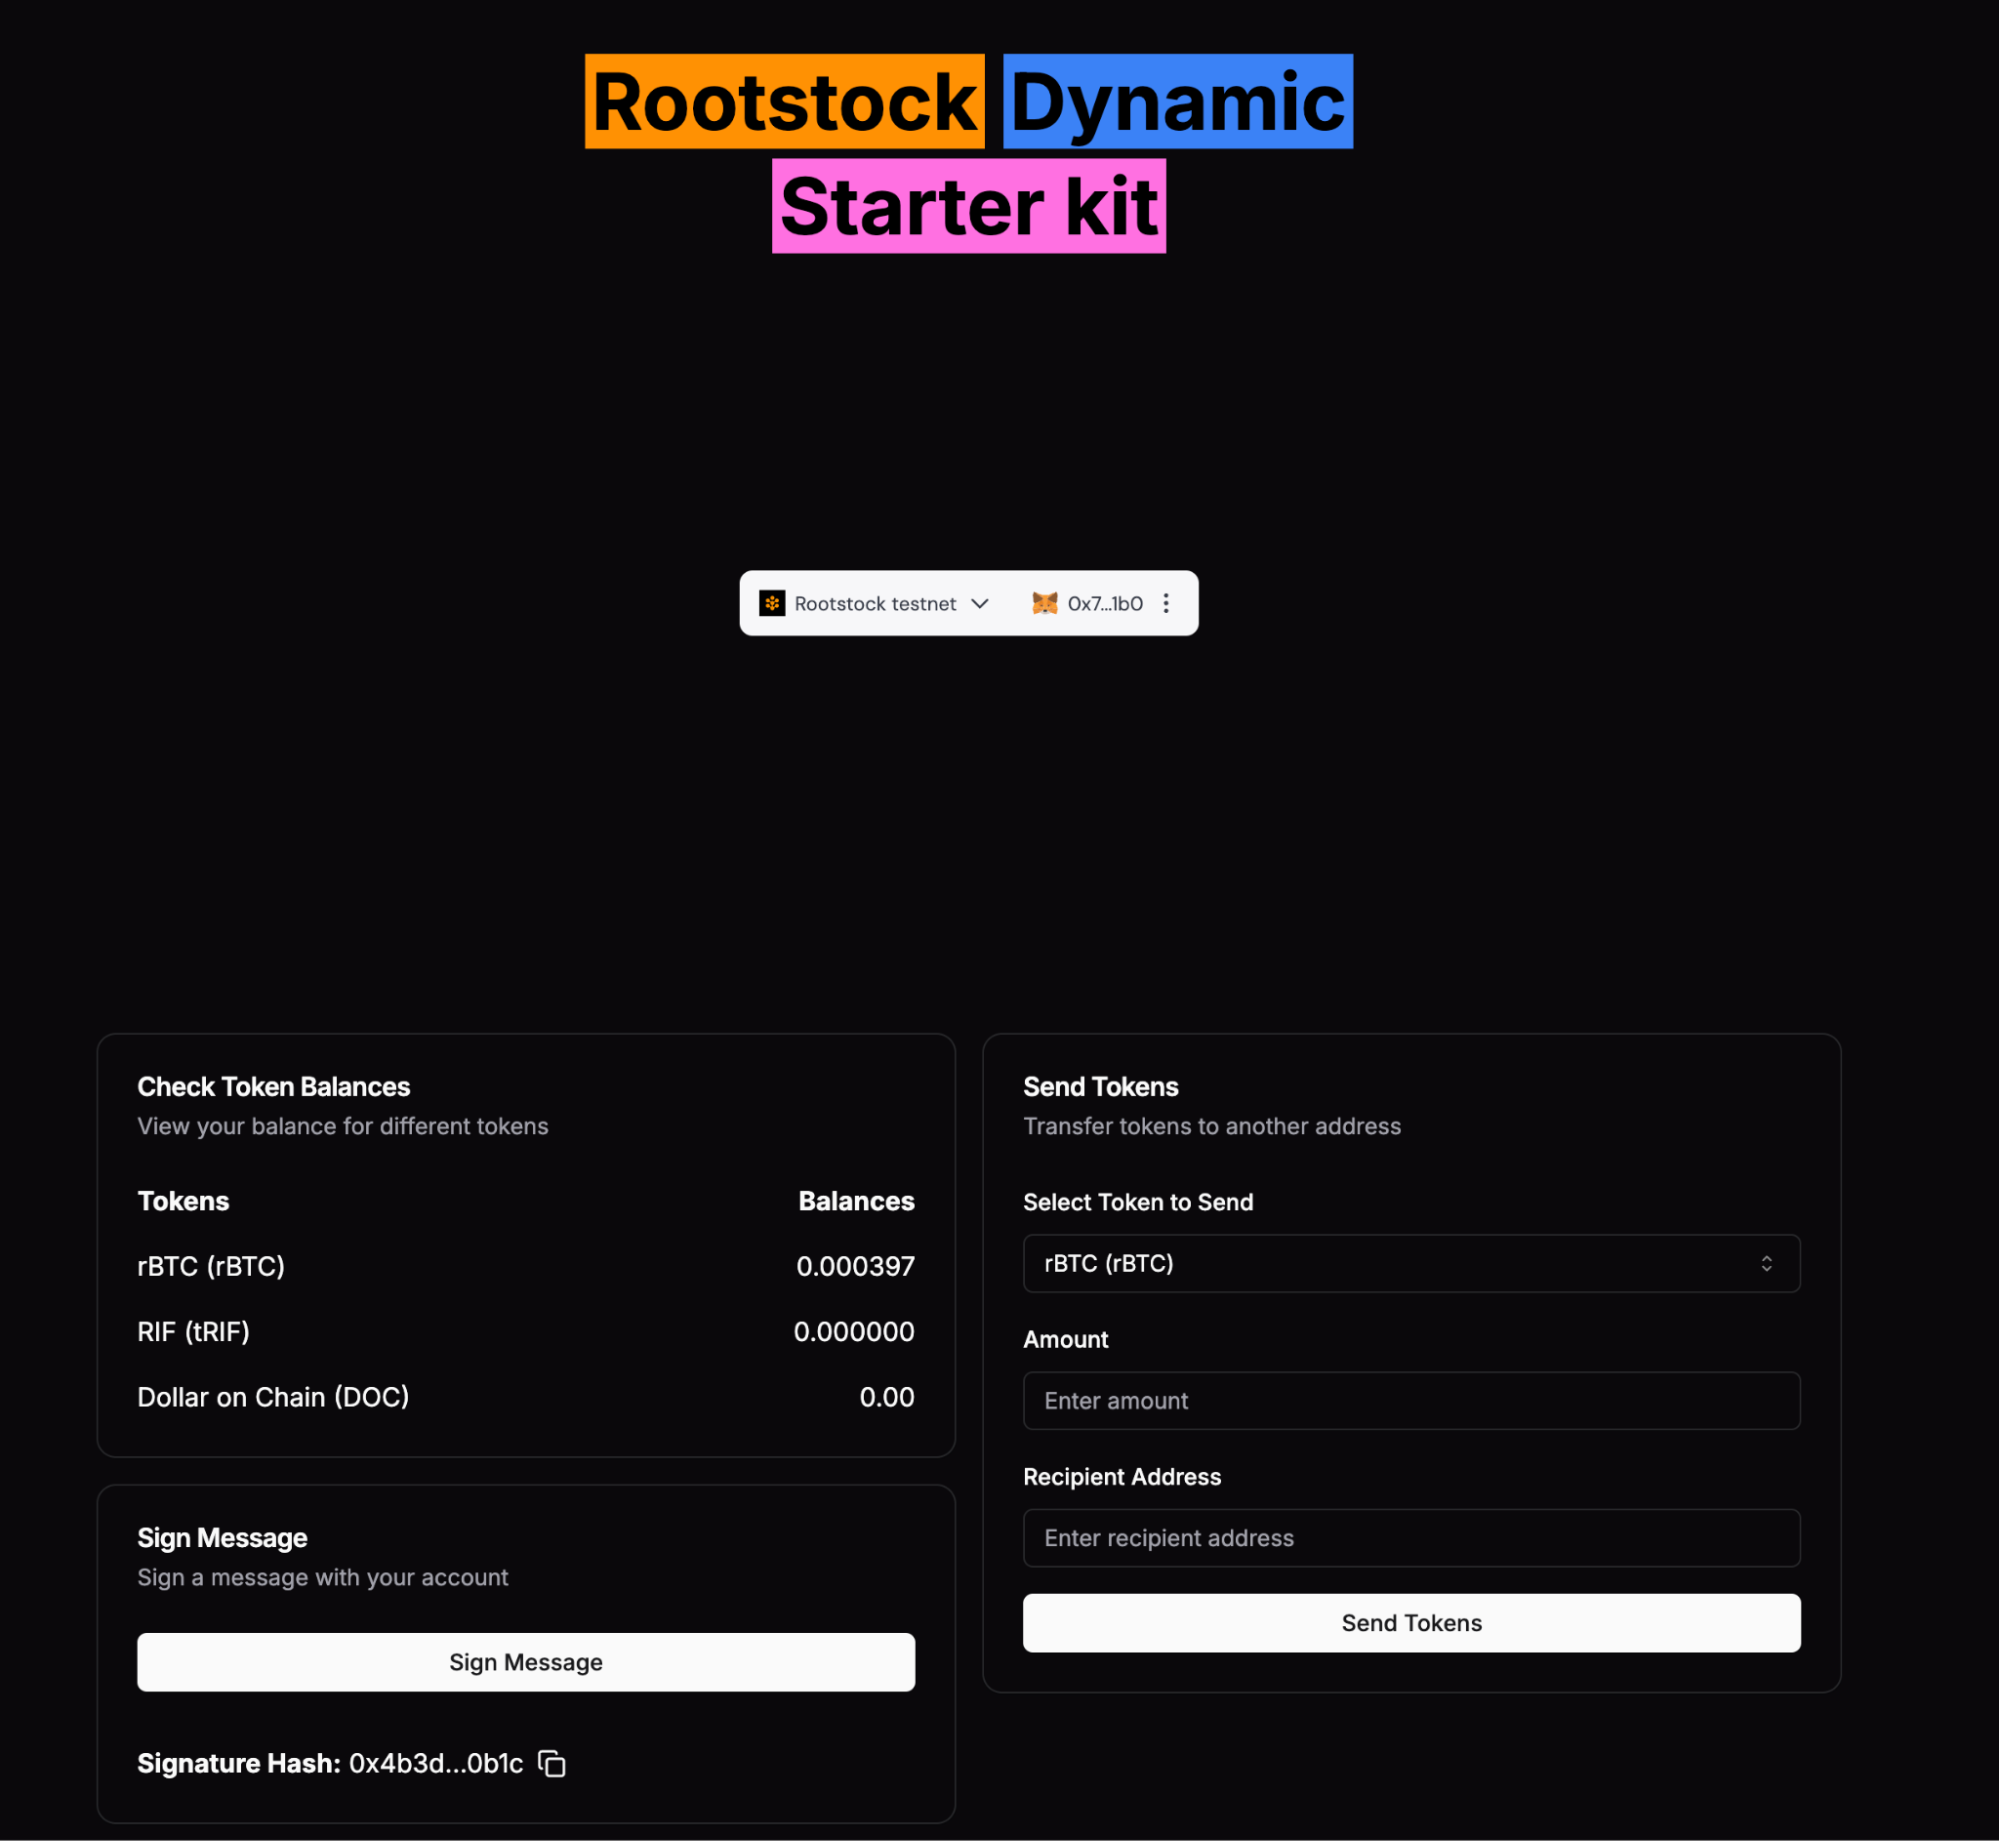 Rootstock Dynamic
Starter kit
Rootstock testnet
0x7...1b0
Check Token Balances
View your balance for different tokens
Tokens Balances
rBTC (rBTC) 0.000397
RIF (tRIF) 0.000000
Dollar on Chain (DOC) 0.00
Sign Message
Sign a message with your account
Sign Message
Signature Hash: 0x4b3d...0b1c
Send Tokens
Transfer tokens to another address
Select Token to Send
rBTC (rBTC)
Amount
Enter amount
Recipient Address
Enter recipient address
Send Tokens